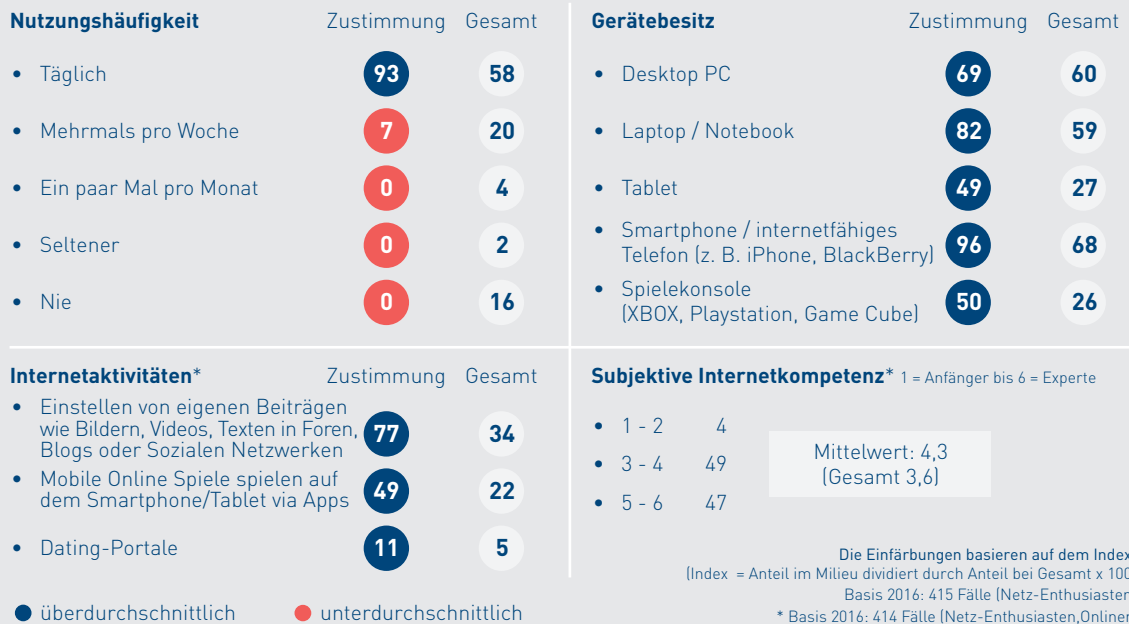 Nutzungshäufigkeit Zustimmung Gesamt
• Täglich 93 58
• Mehrmals pro Woche 7 20
• Ein paar Mal pro Monat 0 4
• Seltener 0 2
• Nie 0 16
Gerätebesitz Zustimmung Gesamt
• Desktop PC 69 60
• Laptop / Notebook 82 59
• Tablet 49 27
• Smartphone / internetfähiges
Telefon (z. B. iPhone, BlackBerry) 96 68
• Spielekonsole
(XBOX, Playstation, Game Cube) 50 26
Internetaktivitäten* Zustimmung Gesamt
• Einstellen von eigenen Beiträgen
wie Bildern, Videos, Texten in Foren, 77 34
Blogs oder Sozialen Netzwerken
• Mobile Online Spiele spielen auf
dem Smartphone/Tablet via Apps 49 22
• Dating-Portale 11 5
Subjektive Internetkompetenz* 1 = Anfänger bis 6 = Experte
• 1 - 2 4
• 3 - 4 49
• 5 - 6 47
Mittelwert: 4,3
(Gesamt 3,6)
überdurchschnittlich unterdurchschnittlich
Die Einfärbungen basieren auf dem Index
(Index = Anteil im Milieu dividiert durch Anteil bei Gesamt x 100
Basis 2016: 415 Fälle (Netz-Enthusiasten
* Basis 2016: 414 Fälle (Netz-Enthusiasten,Onliner